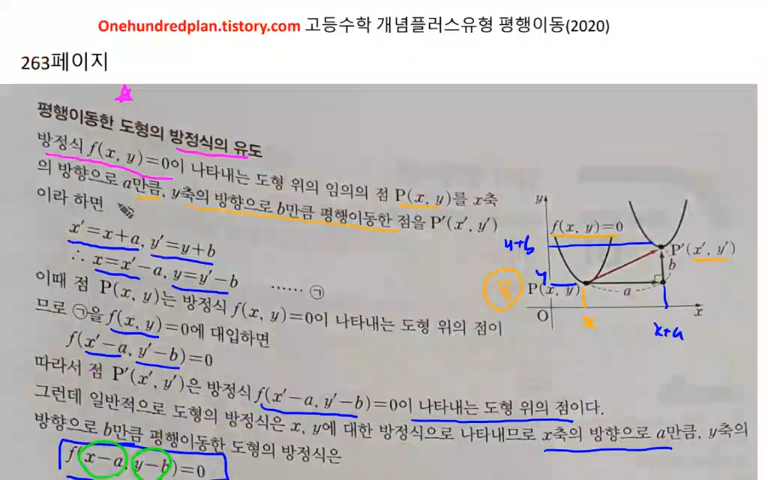 Onehundredplan.tistory.com 고등수학 개념플러스유형 평행이동(2020)
263페이지
평행이동한 도형의 방정식의 유도
방정식 f(x, y)=0이 나타내는 도형 위의 임의의 점 P(x, y)를 x축
의 방향으로 a만큼, y축의 방향으로 b만큼 평행이동한 점을 P'(x', y')
이라 하면
x'=x+a, y'=y+b
∴ x=x'-a, y=y'-b ⋯⋯ ㉠
이때 점 P(x, y)는 방정식 f(x, y)=0이 나타내는 도형 위의 점이
므로 ㉠을 f(x, y)=0에 대입하면
f(x'-a, y'-b)=0
따라서 점 P'(x', y')은 방정식 f(x'-a, y'-b)=0이 나타내는 도형 위의 점이다.
그런데 일반적으로 도형의 방정식은 x, y에 대한 방정식으로 나타내므로 x축의 방향으로 a만큼, y축의
방향으로 b만큼 평행이동한 도형의 방정식은
f(x-a, y-b)=0
y
f(x, y)=0
y+b
P'(x', y')
b
y
P(x, y)
a
O
x
x
x+a